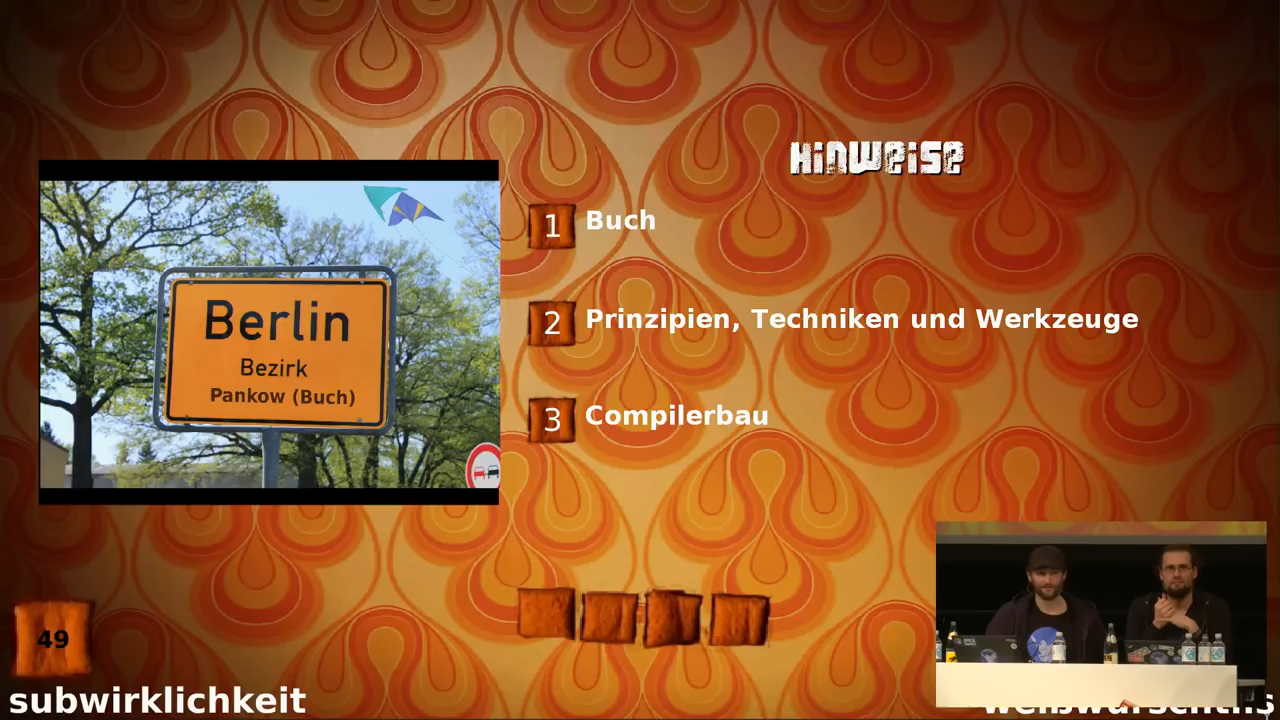 Hinweise
1 Buch
2 Prinzipien, Techniken und Werkzeuge
3 Compilerbau
Berlin
Bezirk
Pankow (Buch)
49
subwirklichkeit